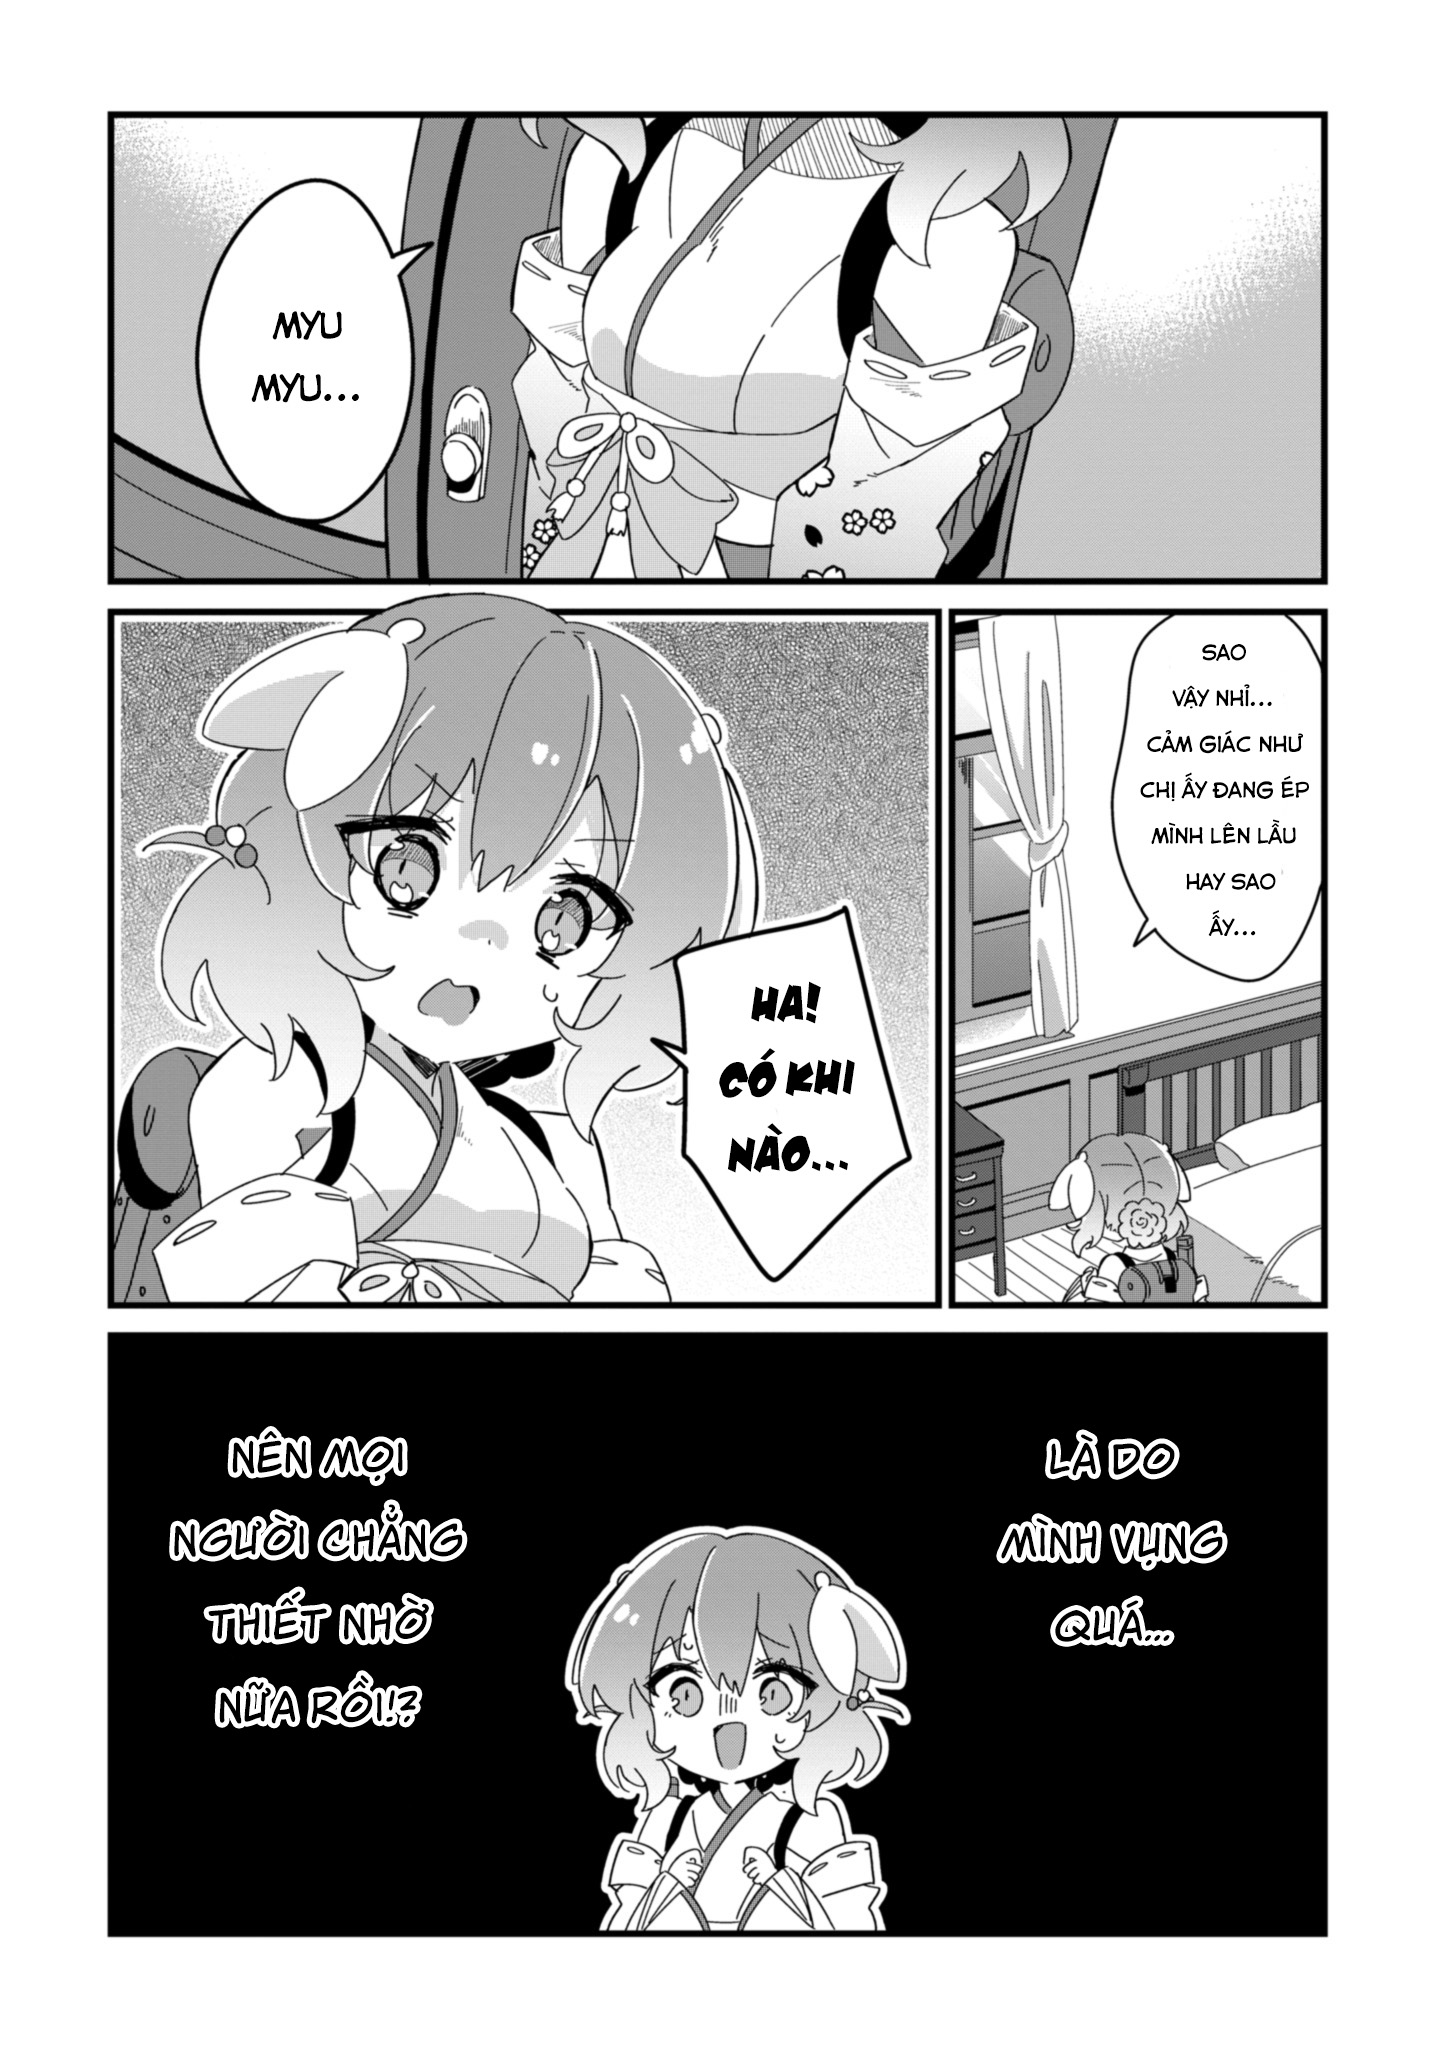 MYU
MYU...
SAO
VẬY NHỈ...
CẢM GIÁC NHƯ
CHỊ ẤY ĐANG ÉP
MÌNH LÊN LẦU
HAY SAO
ẤY...
HA!
CÓ KHI
NÀO...
LÀ DO
MÌNH VỤNG
QUÁ...
NÊN MỌI
NGƯỜI CHẲNG
THIẾT NHỜ
NỮA RỒI!?